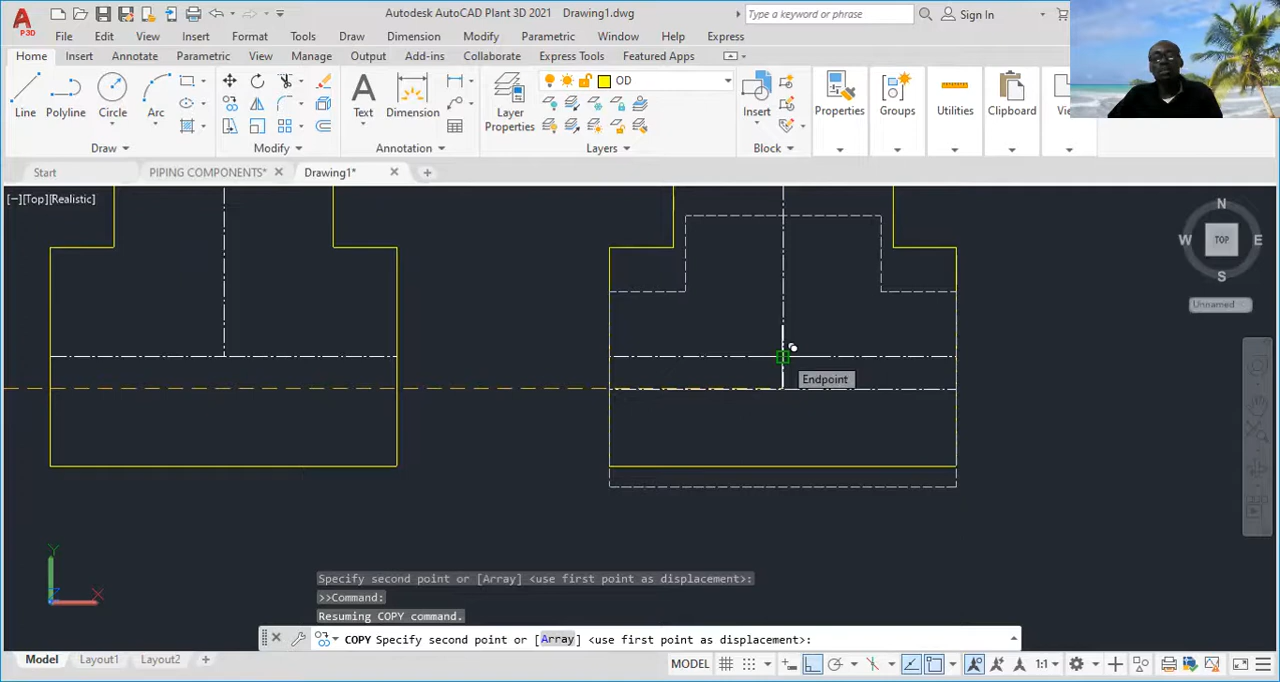 Autodesk AutoCAD Plant 3D 2021 Drawing1.dwg
Type a keyword or phrase
Sign In
P3D
File Edit View Insert Format Tools Draw Dimension Modify Parametric Window Help Express
Home Insert Annotate Parametric View Manage Output Add-ins Collaborate Express Tools Featured Apps
OD
Line Polyline Circle Arc
Text Dimension
Layer
Properties
Insert
Properties Groups Utilities Clipboard
Draw Modify Annotation Layers Block
Start PIPING COMPONENTS* Drawing1*
[−][Top][Realistic]
N
W TOP E
S
Unnamed
Endpoint
Y
X
Specify second point or [Array] <use first point as displacement>:
>>Command:
Resuming COPY command.
COPY Specify second point or [Array] <use first point as displacement>:
Model Layout1 Layout2
MODEL 1:1